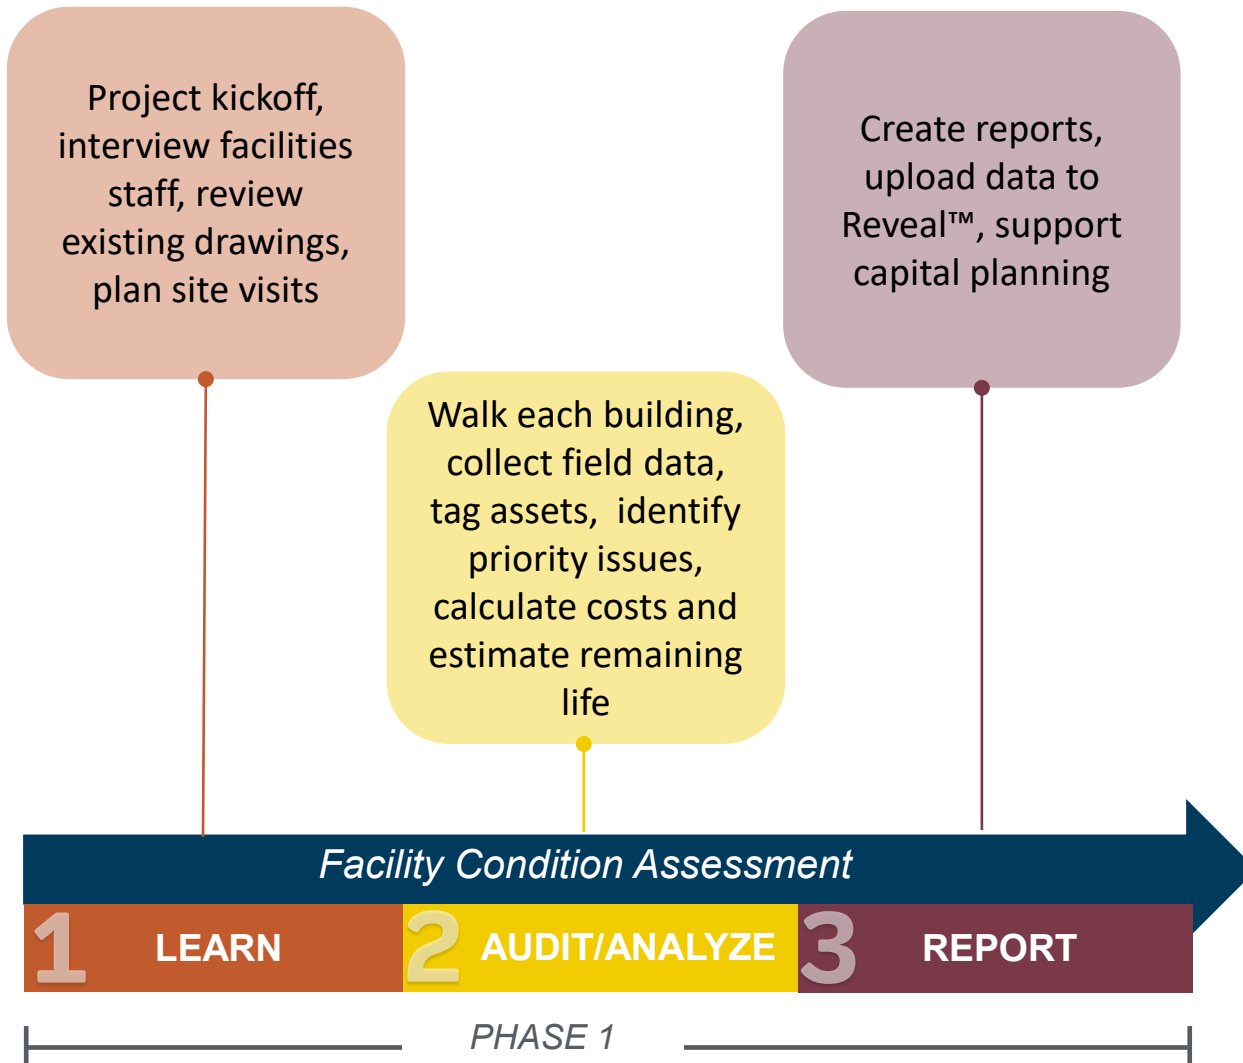 Project kickoff,
interview facilities
staff, review
existing drawings,
plan site visits
Create reports,
upload data to
Reveal™, support
capital planning
Walk each building,
collect field data,
tag assets, identify
priority issues,
calculate costs and
estimate remaining
life
Facility Condition Assessment
1 LEARN
2 AUDIT/ANALYZE
3 REPORT
PHASE 1